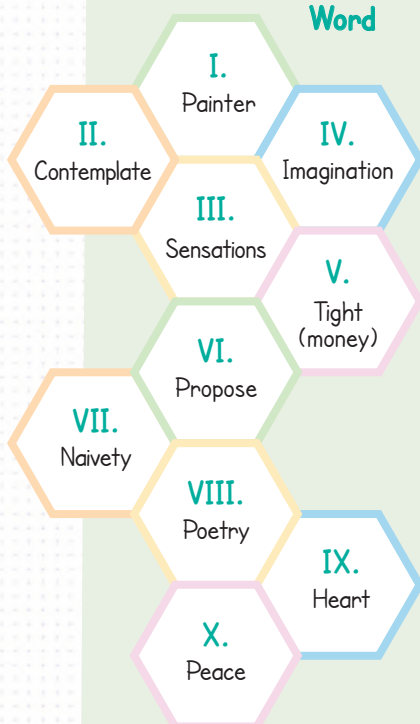 Word
I.
Painter
II.
Contemplate
III.
Sensations
IV.
Imagination
V.
Tight
(money)
VI.
Propose
VII.
Naivety
VIII.
Poetry
IX.
Heart
X.
Peace